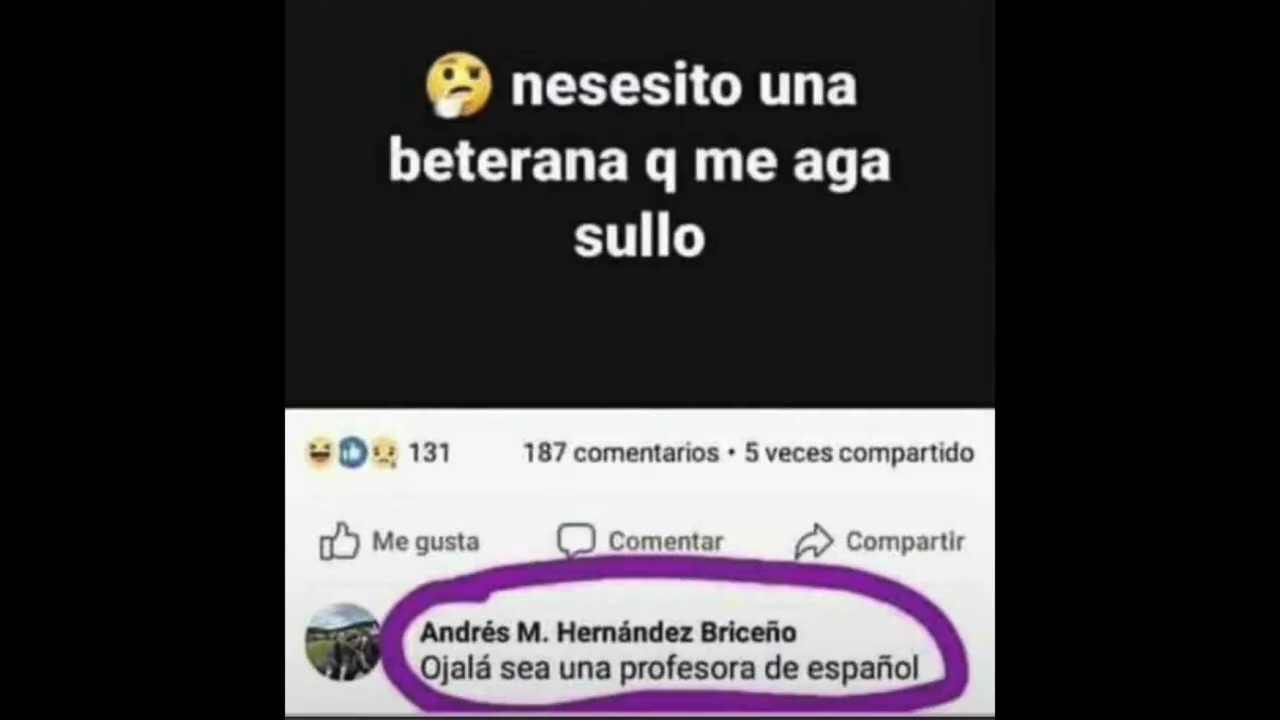 🤔 nesesito una
beterana q me aga
sullo
131 187 comentarios • 5 veces compartido
Me gusta Comentar Compartir
Andrés M. Hernández Briceño
Ojalá sea una profesora de español